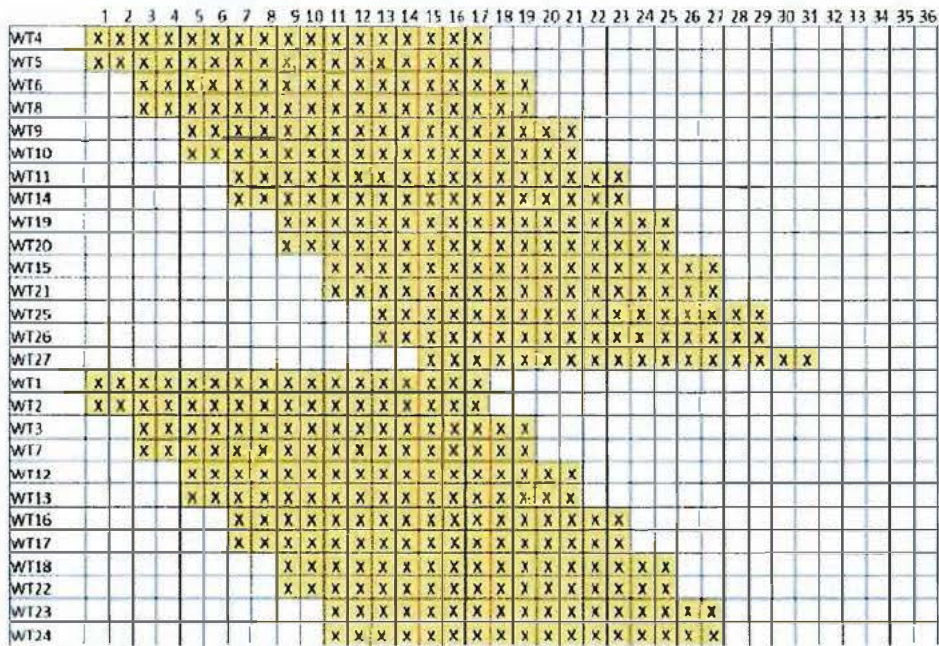 1 2 3 4 5 6 7 8 9 10 11 12 13 14 15 16 17 18 19 20 21 22 23 24 25 26 27 28 29 30 31 32 33 34 35 36
WT4 X X X X X X X X X X X X X X X X X
WT5 X X X X X X X X X X X X X X X X X
WT6 X X X X X X X X X X X X X X X X X
WT8 X X X X X X X X X X X X X X X X X
WT9 X X X X X X X X X X X X X X X X X
WT10 X X X X X X X X X X X X X X X X X
WT11 X X X X X X X X X X X X X X X X X
WT14 X X X X X X X X X X X X X X X X X
WT19 X X X X X X X X X X X X X X X X X
WT20 X X X X X X X X X X X X X X X X X
WT15 X X X X X X X X X X X X X X X X X
WT21 X X X X X X X X X X X X X X X X X
WT25 X X X X X X X X X X X X X X X X X
WT26 X X X X X X X X X X X X X X X X X
WT27 X X X X X X X X X X X X X X X X X
WT1 X X X X X X X X X X X X X X X X X
WT2 X X X X X X X X X X X X X X X X X
WT3 X X X X X X X X X X X X X X X X X
WT7 X X X X X X X X X X X X X X X X X
WT12 X X X X X X X X X X X X X X X X X
WT13 X X X X X X X X X X X X X X X X X
WT16 X X X X X X X X X X X X X X X X X
WT17 X X X X X X X X X X X X X X X X X
WT18 X X X X X X X X X X X X X X X X X
WT22 X X X X X X X X X X X X X X X X X
WT23 X X X X X X X X X X X X X X X X X
WT24 X X X X X X X X X X X X X X X X X